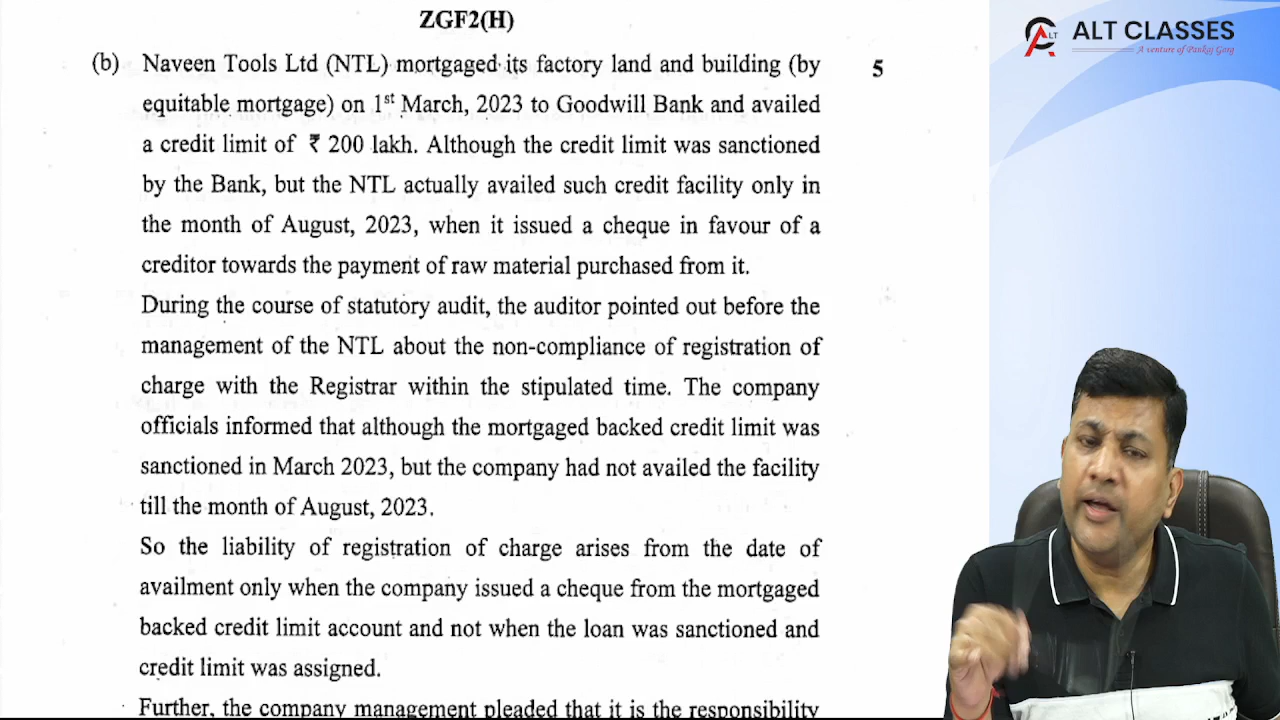 ZGF2(H)
ALT CLASSES
ALT
A venture of Pankaj Garg
(b) Naveen Tools Ltd (NTL) mortgaged its factory land and building (by 5
equitable mortgage) on 1st March, 2023 to Goodwill Bank and availed
a credit limit of ₹ 200 lakh. Although the credit limit was sanctioned
by the Bank, but the NTL actually availed such credit facility only in
the month of August, 2023, when it issued a cheque in favour of a
creditor towards the payment of raw material purchased from it.
During the course of statutory audit, the auditor pointed out before the
management of the NTL about the non-compliance of registration of
charge with the Registrar within the stipulated time. The company
officials informed that although the mortgaged backed credit limit was
sanctioned in March 2023, but the company had not availed the facility
till the month of August, 2023.
So the liability of registration of charge arises from the date of
availment only when the company issued a cheque from the mortgaged
backed credit limit account and not when the loan was sanctioned and
credit limit was assigned.
Further, the company management pleaded that it is the responsibility